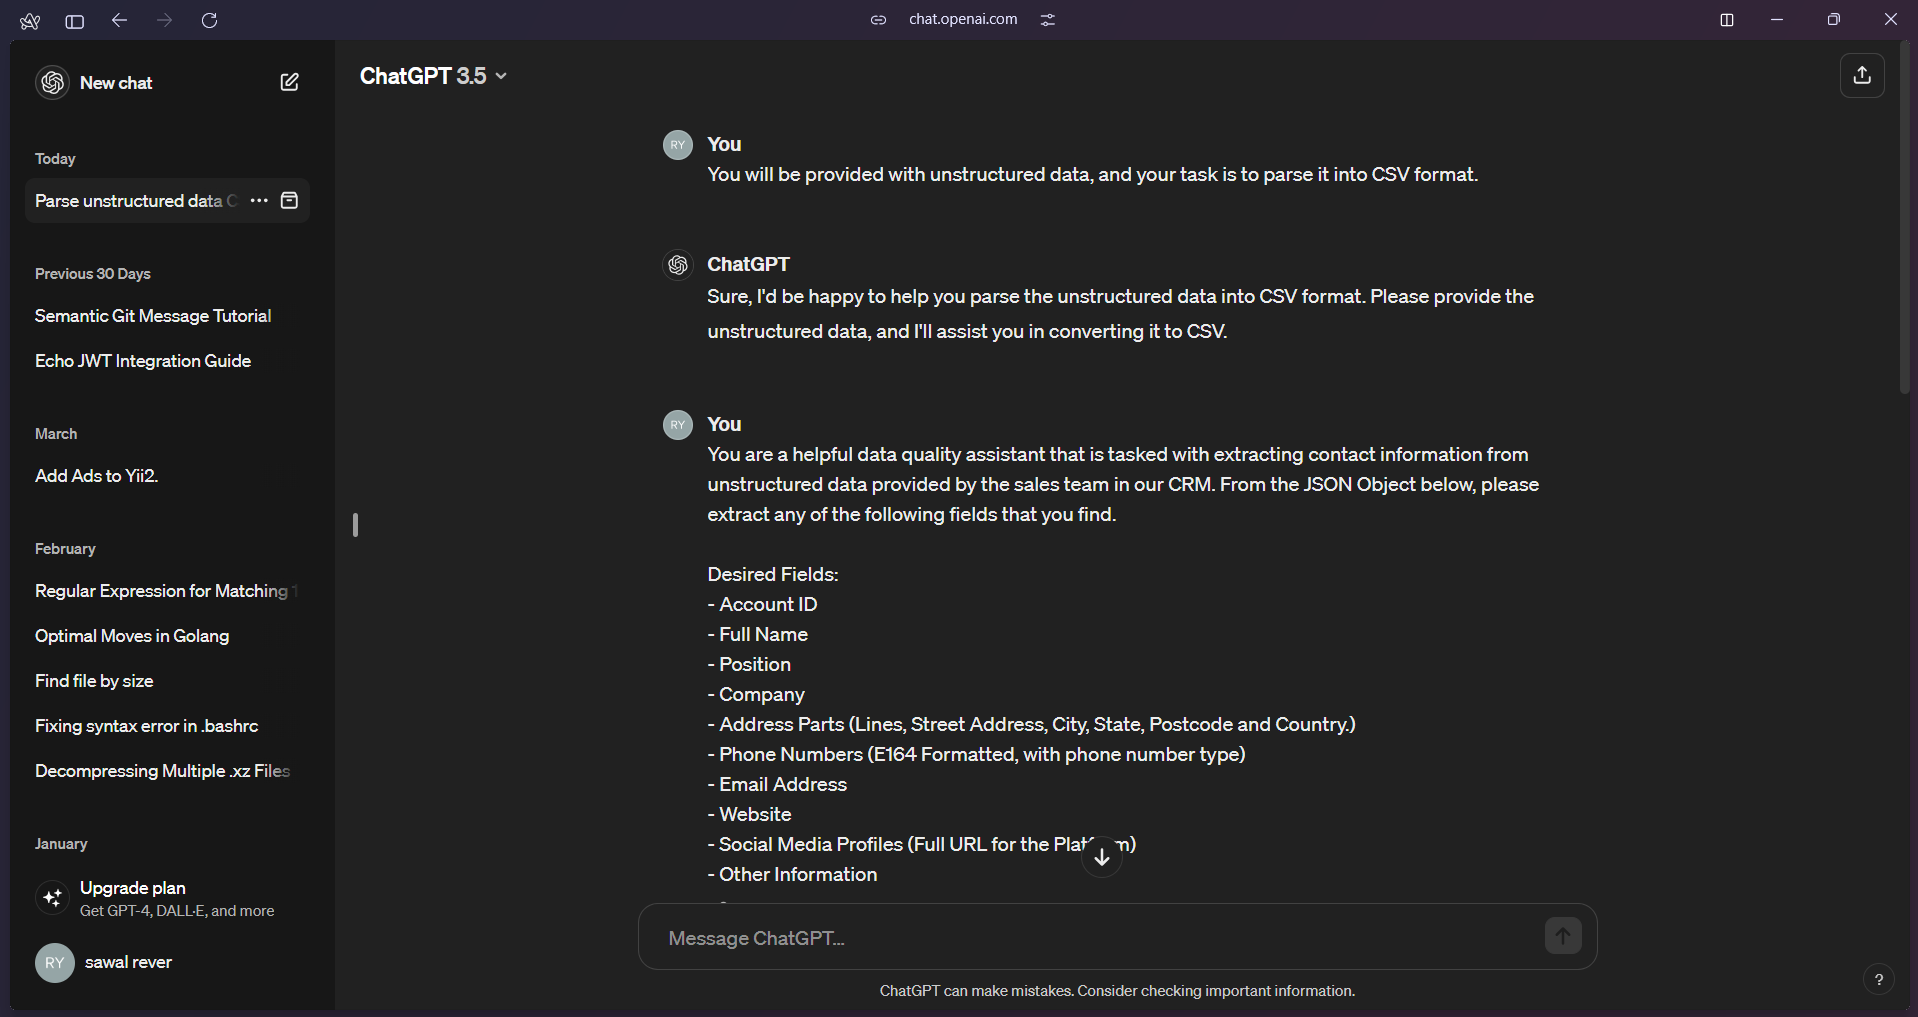 chat.openai.com
New chat
Today
Parse unstructured data
Previous 30 Days
Semantic Git Message Tutorial
Echo JWT Integration Guide
March
Add Ads to Yii2.
February
Regular Expression for Matching
Optimal Moves in Golang
Find file by size
Fixing syntax error in .bashrc
Decompressing Multiple .xz Files
January
Upgrade plan
Get GPT-4, DALL·E, and more
RY
sawal rever
ChatGPT 3.5
RY
You
You will be provided with unstructured data, and your task is to parse it into CSV format.
ChatGPT
Sure, I'd be happy to help you parse the unstructured data into CSV format. Please provide the
unstructured data, and I'll assist you in converting it to CSV.
RY
You
You are a helpful data quality assistant that is tasked with extracting contact information from
unstructured data provided by the sales team in our CRM. From the JSON Object below, please
extract any of the following fields that you find.
Desired Fields:
- Account ID
- Full Name
- Position
- Company
- Address Parts (Lines, Street Address, City, State, Postcode and Country.)
- Phone Numbers (E164 Formatted, with phone number type)
- Email Address
- Website
- Social Media Profiles (Full URL for the
- Other Information
Message ChatGPT...
ChatGPT can make mistakes. Consider checking important information.
?